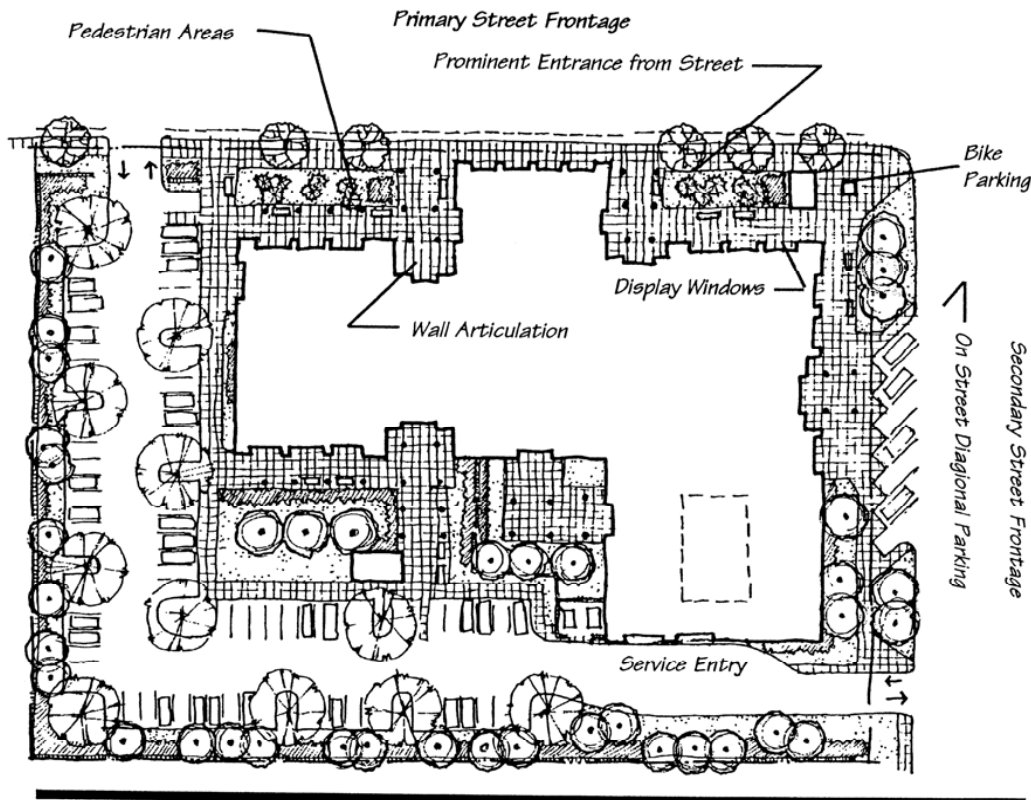 Primary Street Frontage
Pedestrian Areas
Prominent Entrance from Street
Bike
Parking
Display Windows
Wall Articulation
On Street Diagional Parking
Secondary Street Frontage
Service Entry